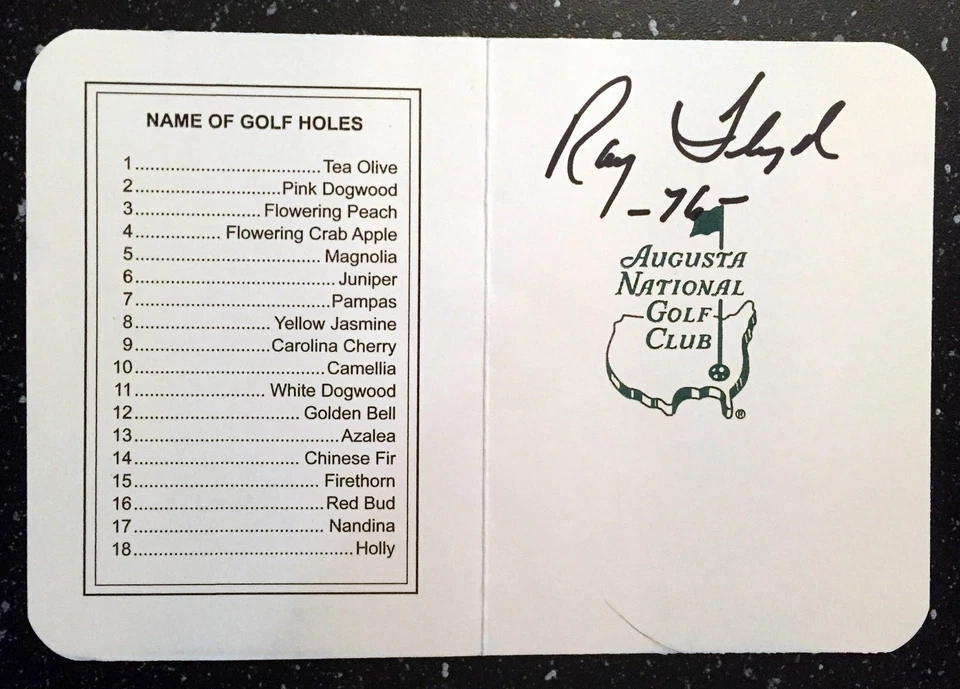 NAME OF GOLF HOLES
1..............................Tea Olive
2........................Pink Dogwood
3.....................Flowering Peach
4.............. Flowering Crab Apple
5.............................. Magnolia
6.................................Juniper
7................................Pampas
8...................... Yellow Jasmine
9......................Carolina Cherry
10...............................Camellia
11..................... White Dogwood
12........................... Golden Bell
13.................................Azalea
14........................... Chinese Fir
15.............................. Firethorn
16...............................Red Bud
17............................... Nandina
18....................................Holly
Ray Floyd
-76-
AUGUSTA
NATIONAL
GOLF
CLUB
®